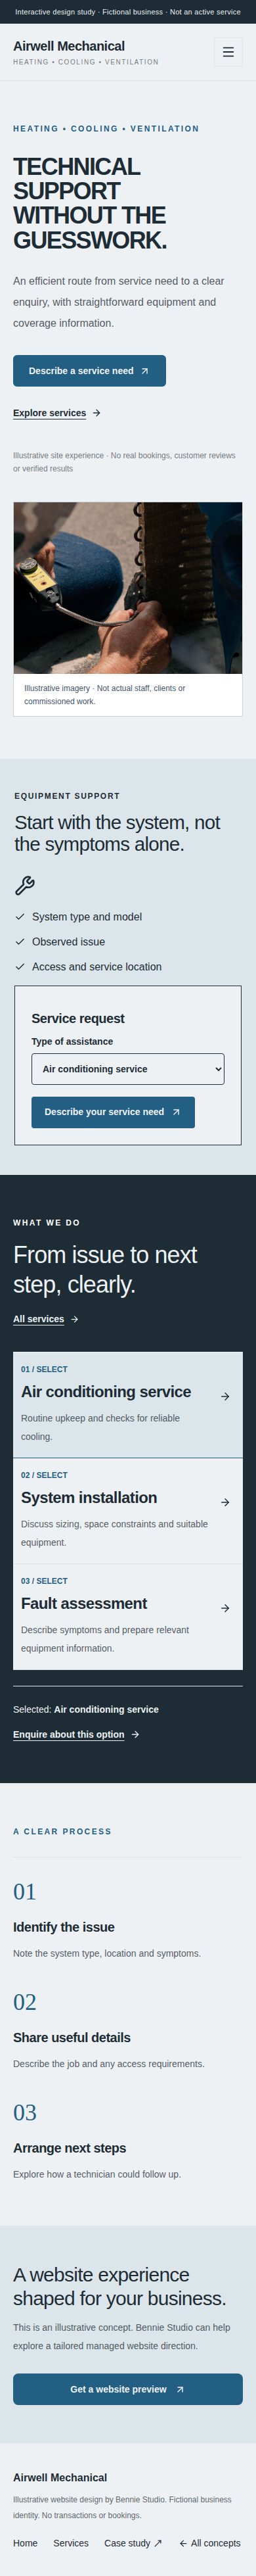 Interactive design study · Fictional business · Not an active service
Airwell Mechanical
HEATING • COOLING • VENTILATION
HEATING • COOLING • VENTILATION
TECHNICAL
SUPPORT
WITHOUT THE
GUESSWORK.
An efficient route from service need to a clear
enquiry, with straightforward equipment and
coverage information.
Describe a service need
Explore services
Illustrative site experience · No real bookings, customer reviews
or verified results
Illustrative imagery · Not actual staff, clients or
commissioned work.
EQUIPMENT SUPPORT
Start with the system, not
the symptoms alone.
System type and model
Observed issue
Access and service location
Service request
Type of assistance
Air conditioning service
Describe your service need
WHAT WE DO
From issue to next
step, clearly.
All services
01 / SELECT
Air conditioning service
Routine upkeep and checks for reliable
cooling.
02 / SELECT
System installation
Discuss sizing, space constraints and suitable
equipment.
03 / SELECT
Fault assessment
Describe symptoms and prepare relevant
equipment information.
Selected: Air conditioning service
Enquire about this option
A CLEAR PROCESS
01
Identify the issue
Note the system type, location and symptoms.
02
Share useful details
Describe the job and any access requirements.
03
Arrange next steps
Explore how a technician could follow up.
A website experience
shaped for your business.
This is an illustrative concept. Bennie Studio can help
explore a tailored managed website direction.
Get a website preview
Airwell Mechanical
Illustrative website design by Bennie Studio. Fictional business
identity. No transactions or bookings.
Home Services Case study ↗ ← All concepts